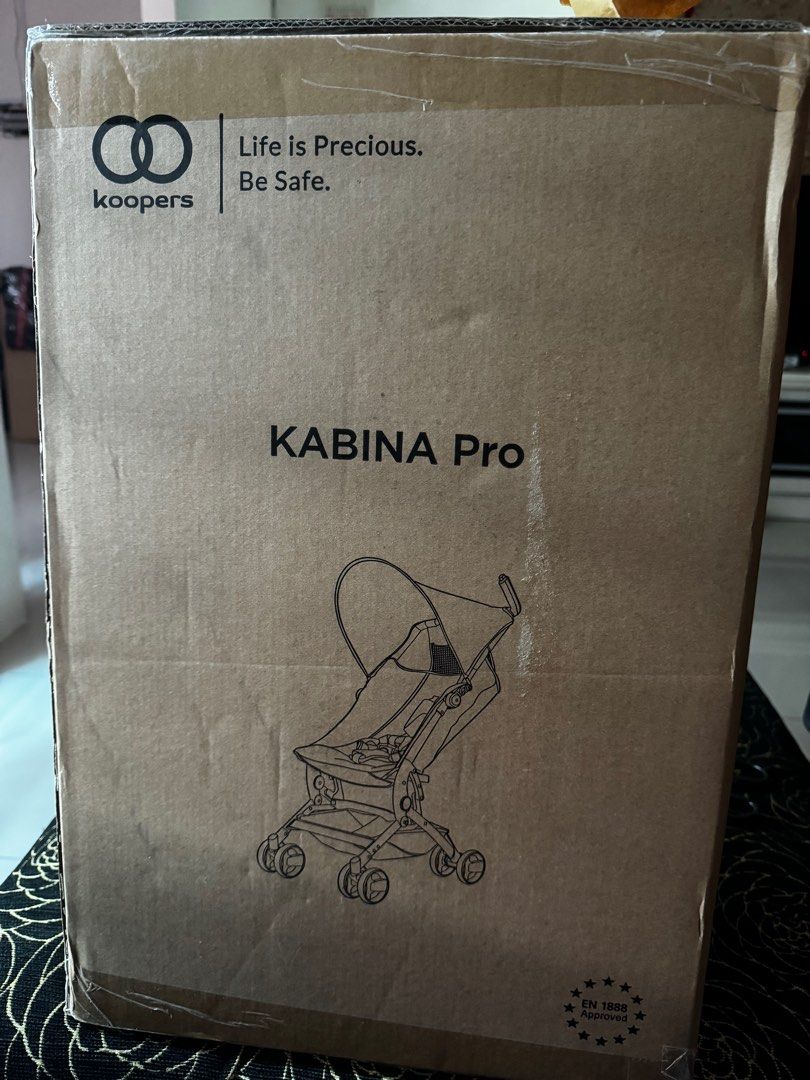 koopers
Life is Precious.
Be Safe.
KABINA Pro
EN 1888
Approved